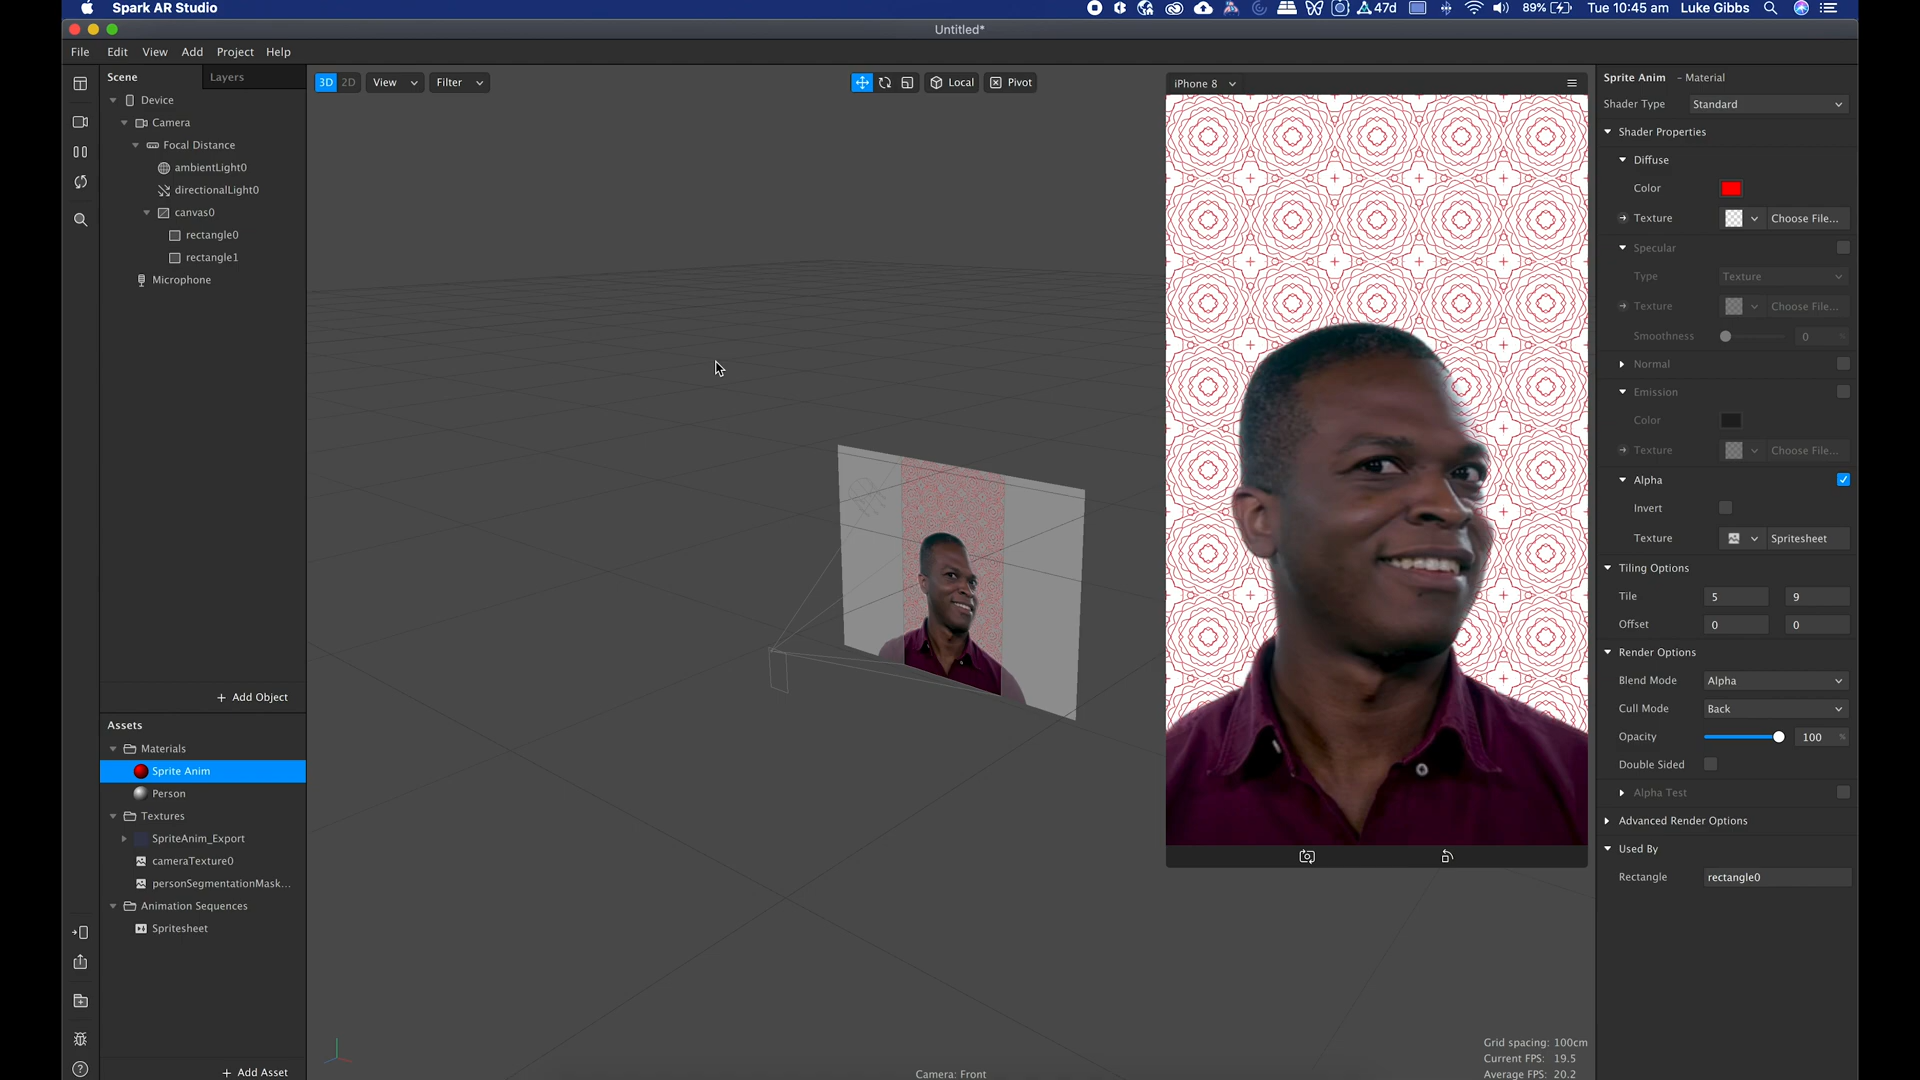 Spark AR Studio
47d
89%
Tue 10:45 am
Luke Gibbs
Untitled*
File Edit View Add Project Help
Scene
Layers
Device
Camera
Focal Distance
ambientLight0
directionalLight0
canvas0
rectangle0
rectangle1
Microphone
+ Add Object
Assets
Materials
Sprite Anim
Person
Textures
SpriteAnim_Export
cameraTexture0
personSegmentationMask...
Animation Sequences
Spritesheet
+ Add Asset
3D 2D
View
Filter
Local
Pivot
iPhone 8
Grid spacing: 100cm
Current FPS: 19.5
Average FPS: 20.2
Camera: Front
Sprite Anim - Material
Shader Type Standard
Shader Properties
Diffuse
Color
Texture Choose File...
Specular
Type Texture
Texture Choose File...
Smoothness 0 %
Normal
Emission
Color
Texture Choose File...
Alpha
Invert
Texture Spritesheet
Tiling Options
Tile 5 9
Offset 0 0
Render Options
Blend Mode Alpha
Cull Mode Back
Opacity 100 %
Double Sided
Alpha Test
Advanced Render Options
Used By
Rectangle rectangle0